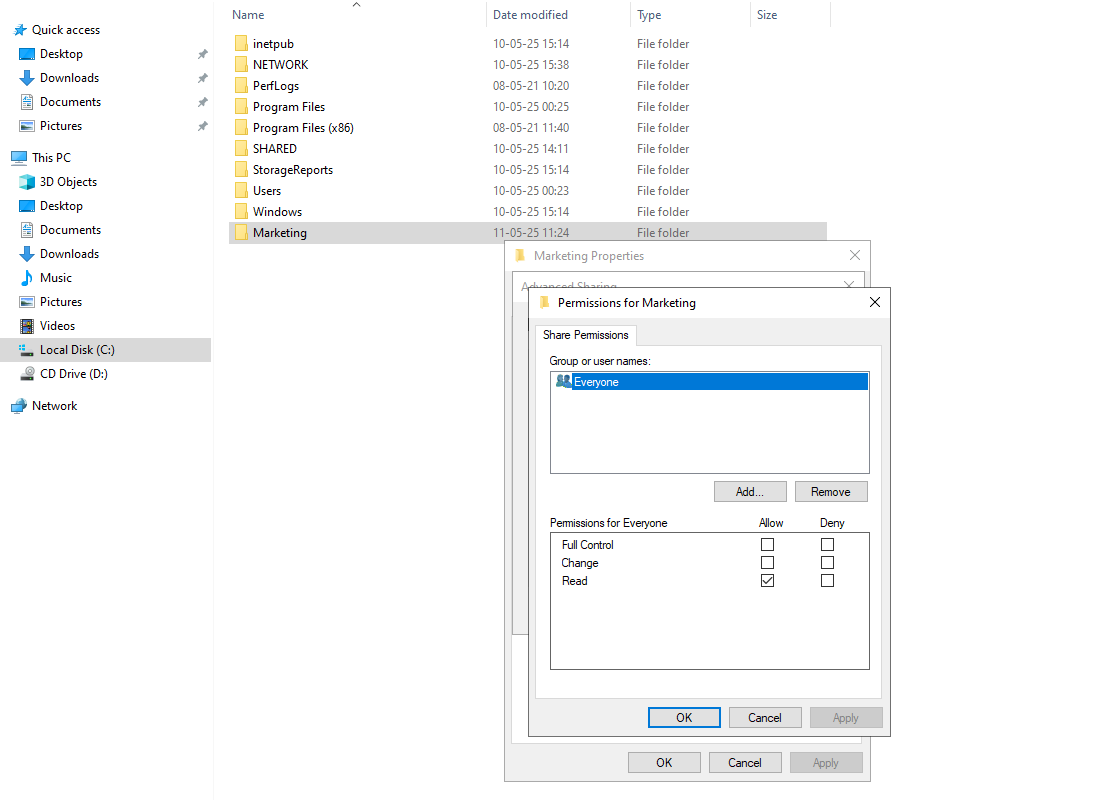 Name Date modified Type Size
Quick access
Desktop
Downloads
Documents
Pictures
This PC
3D Objects
Desktop
Documents
Downloads
Music
Pictures
Videos
Local Disk (C:)
CD Drive (D:)
Network
inetpub 10-05-25 15:14 File folder
NETWORK 10-05-25 15:38 File folder
PerfLogs 08-05-21 10:20 File folder
Program Files 10-05-25 00:25 File folder
Program Files (x86) 08-05-21 11:40 File folder
SHARED 10-05-25 14:11 File folder
StorageReports 10-05-25 15:14 File folder
Users 10-05-25 00:23 File folder
Windows 10-05-25 15:14 File folder
Marketing 11-05-25 11:24 File folder
Marketing Properties
Advanced Sharing
Permissions for Marketing
Share Permissions
Group or user names:
Everyone
Add... Remove
Permissions for Everyone Allow Deny
Full Control
Change
Read
OK Cancel Apply
OK Cancel Apply